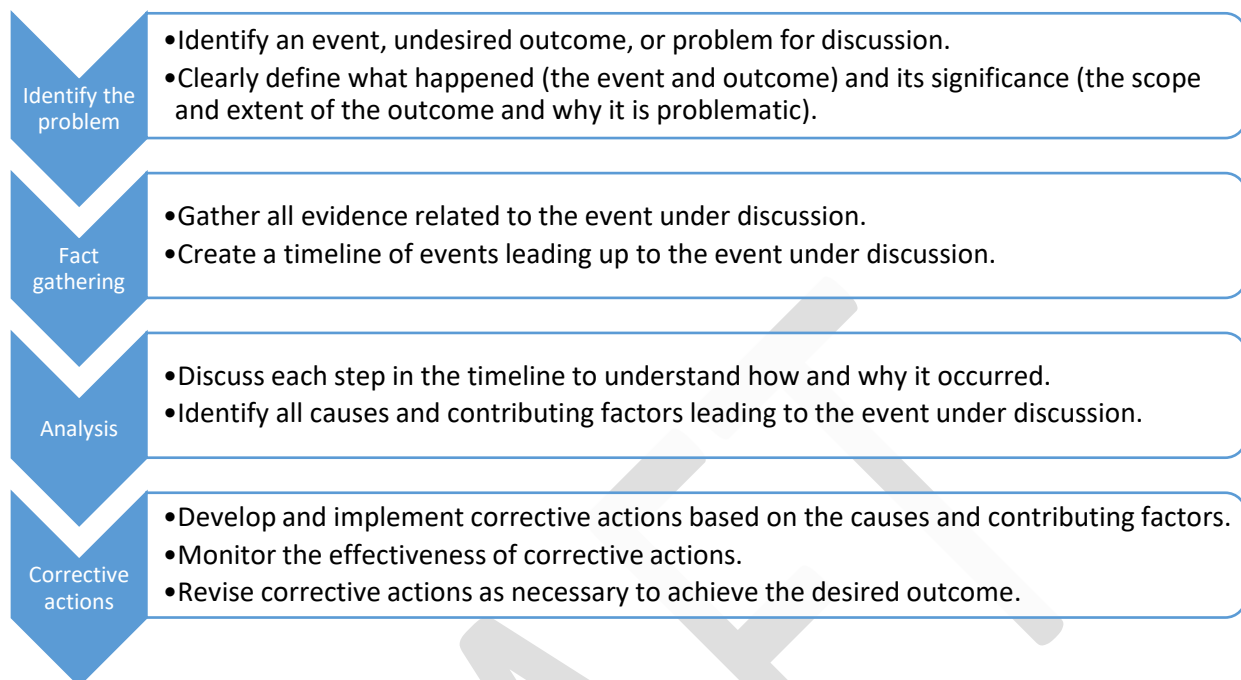 Identify the
problem
•Identify an event, undesired outcome, or problem for discussion.
•Clearly define what happened (the event and outcome) and its significance (the scope
and extent of the outcome and why it is problematic).
Fact
gathering
•Gather all evidence related to the event under discussion.
•Create a timeline of events leading up to the event under discussion.
Analysis
•Discuss each step in the timeline to understand how and why it occurred.
•Identify all causes and contributing factors leading to the event under discussion.
Corrective
actions
•Develop and implement corrective actions based on the causes and contributing factors.
•Monitor the effectiveness of corrective actions.
•Revise corrective actions as necessary to achieve the desired outcome.